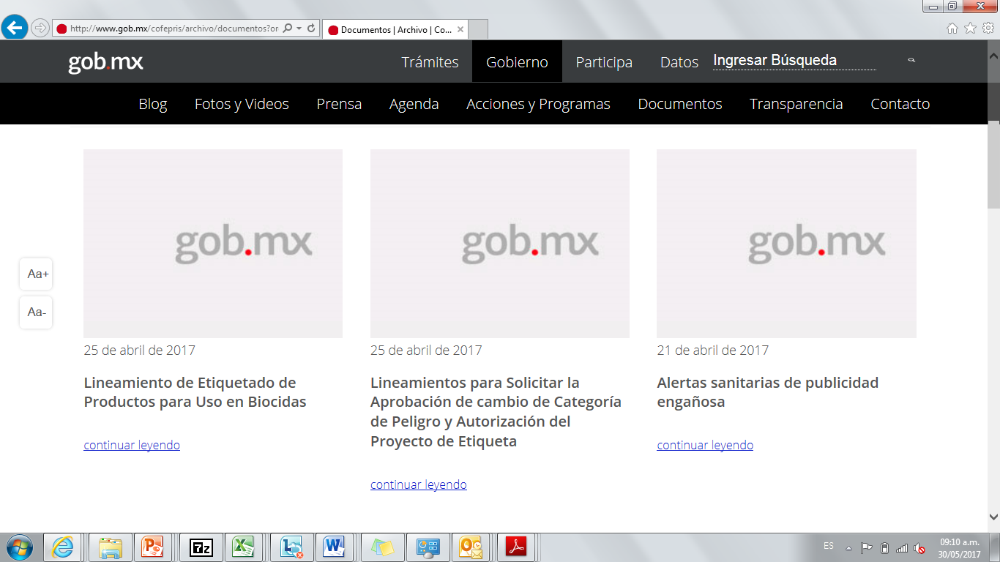 http://www.gob.mx/cofepris/archivo/documentos?or
Documentos | Archivo | Co...
gob.mx
Trámites
Gobierno
Participa
Datos
Ingresar Búsqueda
Blog
Fotos y Videos
Prensa
Agenda
Acciones y Programas
Documentos
Transparencia
Contacto
Aa+
Aa-
gob.mx
25 de abril de 2017
Lineamiento de Etiquetado de
Productos para Uso en Biocidas
continuar leyendo
gob.mx
25 de abril de 2017
Lineamientos para Solicitar la
Aprobación de cambio de Categoría
de Peligro y Autorización del
Proyecto de Etiqueta
continuar leyendo
gob.mx
21 de abril de 2017
Alertas sanitarias de publicidad
engañosa
continuar leyendo
7z
ES
09:10 a.m.
30/05/2017